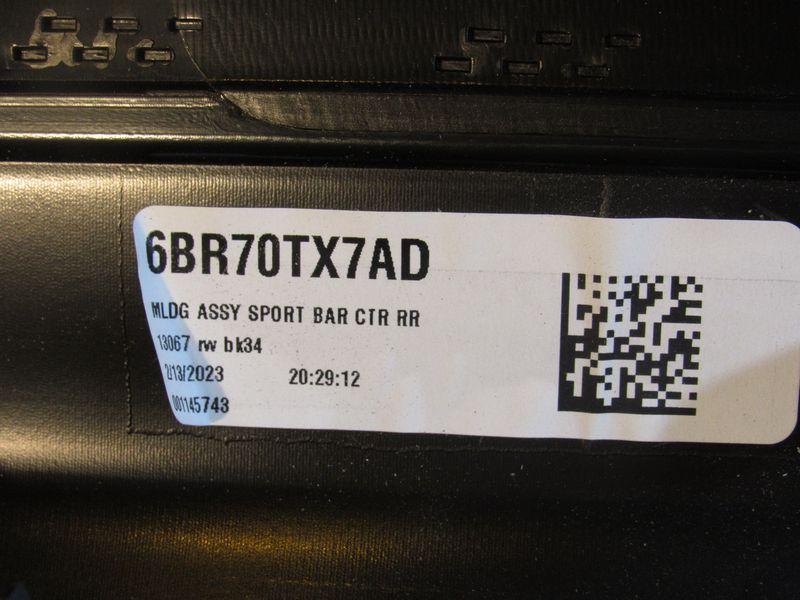 6BR70TX7AD
MLDG ASSY SPORT BAR CTR RR
13067 rw bk34
2/13/2023 20:29:12
001145743